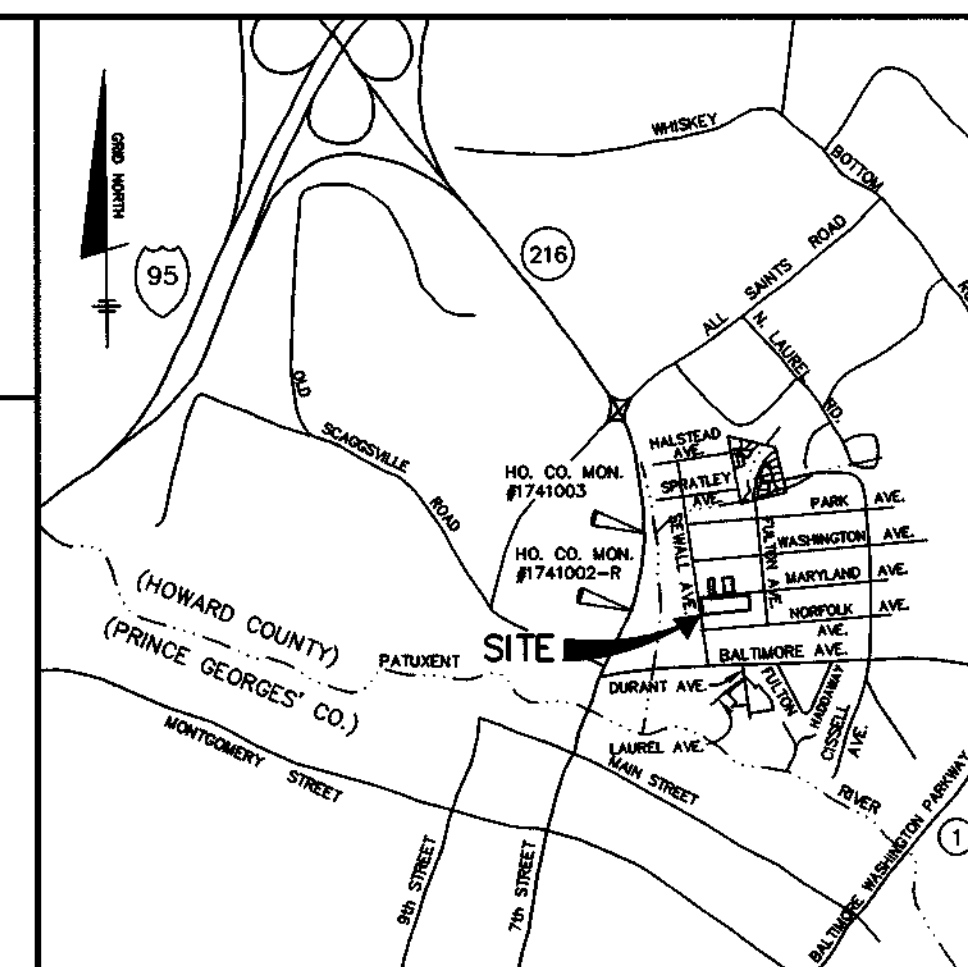 GRID NORTH
95
216
WHISKEY
BOTTOM
ALL SAINTS ROAD
N. LAUREL
RD.
OLD
SCAGGSVILLE
ROAD
HALSTEAD
AVE.
SPRATLEY
AVE.
HO. CO. MON.
#1741003
PARK AVE.
SEWALL AVE.
FULTON AVE.
WASHINGTON AVE.
HO. CO. MON.
#1741002-R
MARYLAND AVE.
NORFOLK AVE.
AVE.
(HOWARD COUNTY)
(PRINCE GEORGES' CO.)
PATUXENT
SITE
BALTIMORE AVE.
DURANT AVE.
FULTON
HADDAWAY
CISSELL
AVE.
LAUREL AVE.
MONTGOMERY STREET
MAIN STREET
RIVER
BALTIMORE WASHINGTON PARKWAY
1
9th STREET
7th STREET